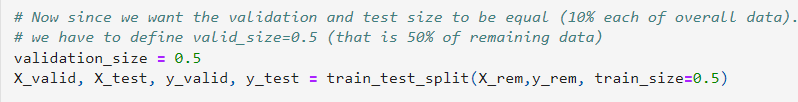 # Now since we want the validation and test size to be equal (10% each of overall data).
# we have to define valid_size=0.5 (that is 50% of remaining data)
validation_size = 0.5
X_valid, X_test, y_valid, y_test = train_test_split(X_rem,y_rem, train_size=0.5)